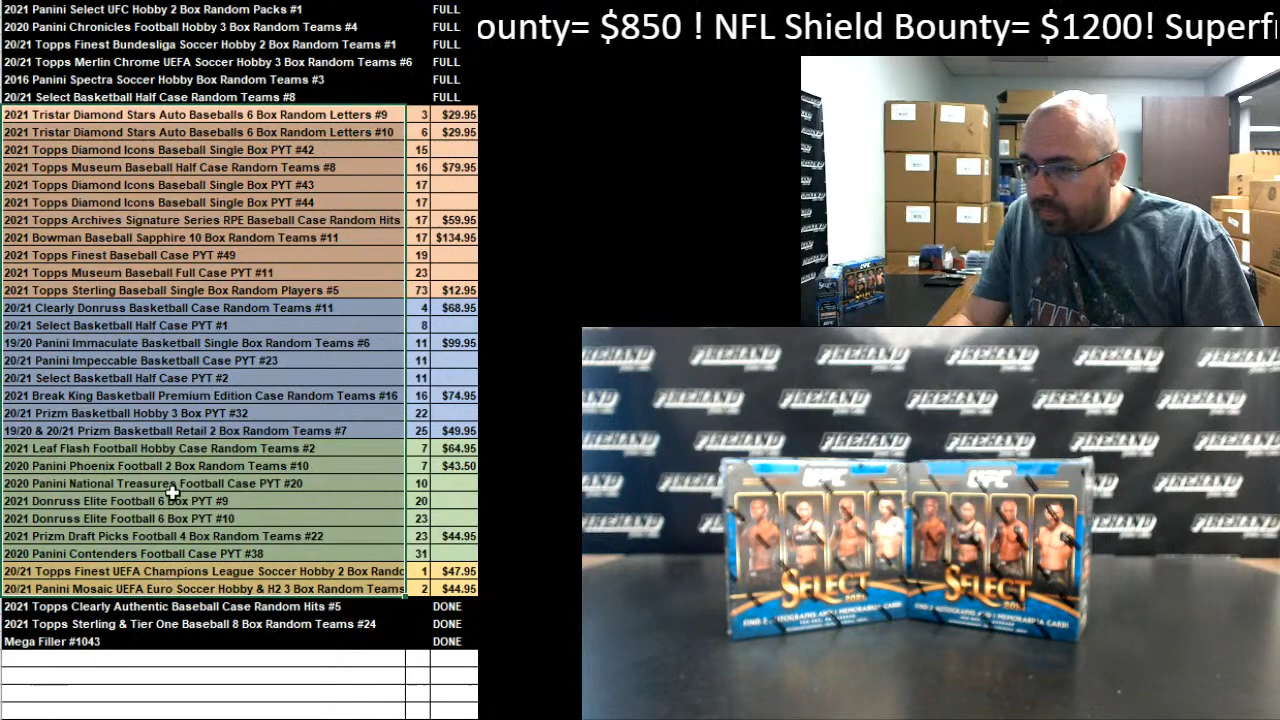 2021 Panini Select UFC Hobby 2 Box Random Packs #1 FULL
2020 Panini Chronicles Football Hobby 3 Box Random Teams #4 FULL
20/21 Topps Finest Bundesliga Soccer Hobby 2 Box Random Teams #1 FULL
20/21 Topps Merlin Chrome UEFA Soccer Hobby 3 Box Random Teams #6 FULL
2016 Panini Spectra Soccer Hobby Box Random Teams #3 FULL
20/21 Select Basketball Half Case Random Teams #8 FULL
2021 Tristar Diamond Stars Auto Baseballs 6 Box Random Letters #9 3 $29.95
2021 Tristar Diamond Stars Auto Baseballs 6 Box Random Letters #10 6 $29.95
2021 Topps Diamond Icons Baseball Single Box PYT #42 15
2021 Topps Museum Baseball Half Case Random Teams #8 16 $79.95
2021 Topps Diamond Icons Baseball Single Box PYT #43 17
2021 Topps Diamond Icons Baseball Single Box PYT #44 17
2021 Topps Archives Signature Series RPE Baseball Case Random Hits 17 $59.95
2021 Bowman Baseball Sapphire 10 Box Random Teams #11 17 $134.95
2021 Topps Finest Baseball Case PYT #49 19
2021 Topps Museum Baseball Full Case PYT #11 23
2021 Topps Sterling Baseball Single Box Random Players #5 73 $12.95
20/21 Clearly Donruss Basketball Case Random Teams #11 4 $68.95
20/21 Select Basketball Half Case PYT #1 8
19/20 Panini Immaculate Basketball Single Box Random Teams #6 11 $99.95
20/21 Panini Impeccable Basketball Case PYT #23 11
20/21 Select Basketball Half Case PYT #2 11
2021 Break King Basketball Premium Edition Case Random Teams #16 16 $74.95
20/21 Prizm Basketball Hobby 3 Box PYT #32 22
19/20 & 20/21 Prizm Basketball Retail 2 Box Random Teams #7 25 $49.95
2021 Leaf Flash Football Hobby Case Random Teams #2 7 $64.95
2020 Panini Phoenix Football 2 Box Random Teams #10 7 $43.50
2020 Panini National Treasures Football Case PYT #20 10
2021 Donruss Elite Football 6 Box PYT #9 20
2021 Donruss Elite Football 6 Box PYT #10 23
2021 Prizm Draft Picks Football 4 Box Random Teams #22 23 $44.95
2020 Panini Contenders Football Case PYT #38 31
20/21 Topps Finest UEFA Champions League Soccer Hobby 2 Box Rando 1 $47.95
20/21 Panini Mosaic UEFA Euro Soccer Hobby & H2 3 Box Random Teams 2 $44.95
2021 Topps Clearly Authentic Baseball Case Random Hits #5 DONE
2021 Topps Sterling & Tier One Baseball 8 Box Random Teams #24 DONE
Mega Filler #1043 DONE
ounty= $850 ! NFL Shield Bounty= $1200! Superf
FIREHAND
UFC
SELECT
2021
UFC
SELECT
2021